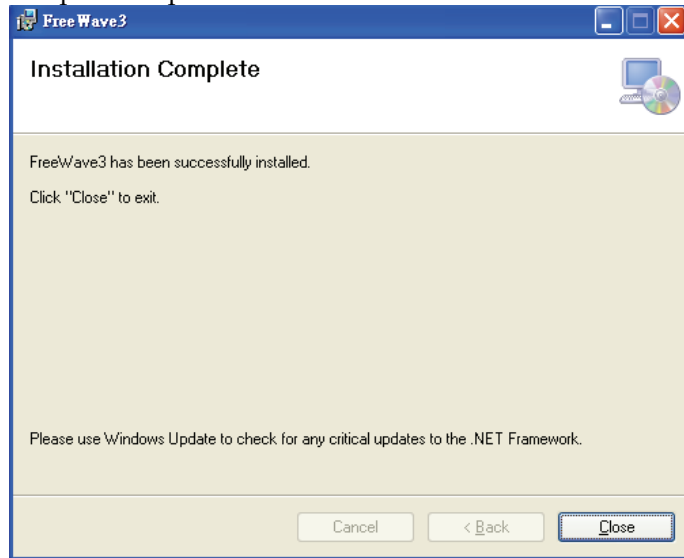 FreeWave3
Installation Complete
FreeWave3 has been successfully installed.
Click "Close" to exit.
Please use Windows Update to check for any critical updates to the .NET Framework.
Cancel
< Back
Close